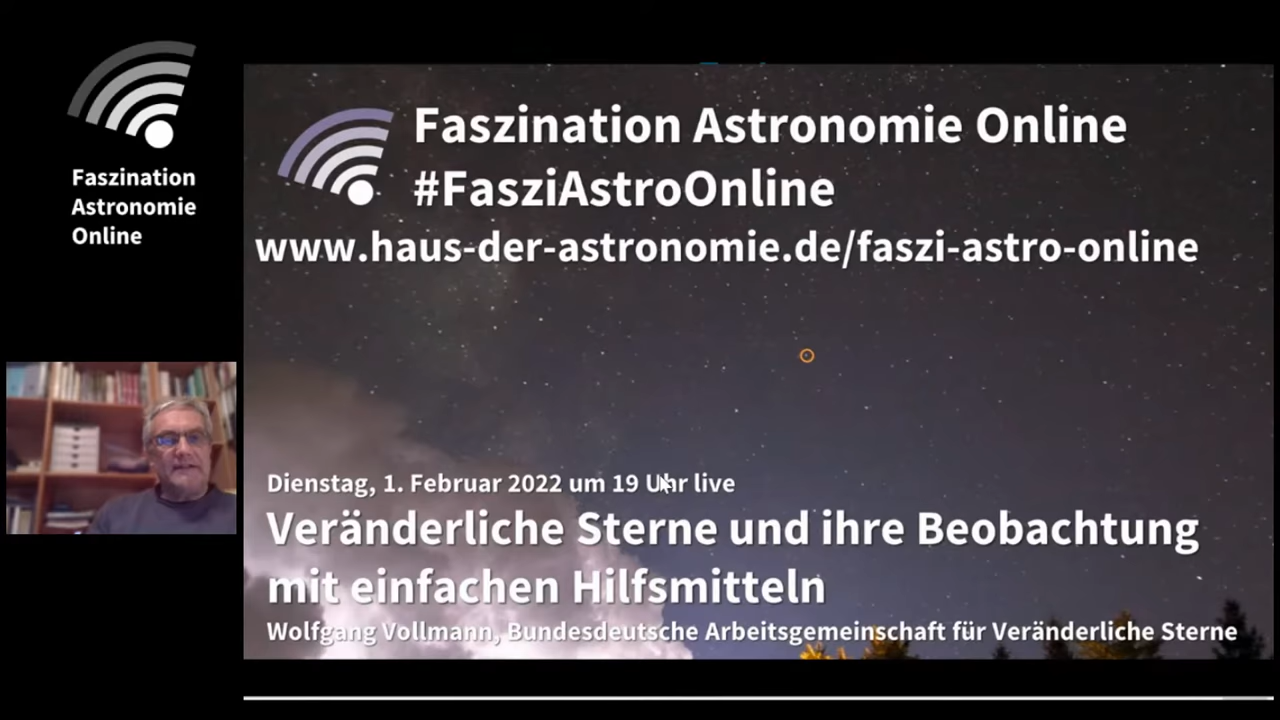 Faszination
Astronomie
Online
Faszination Astronomie Online
#FasziAstroOnline
www.haus-der-astronomie.de/faszi-astro-online
Dienstag, 1. Februar 2022 um 19 Uhr live
Veränderliche Sterne und ihre Beobachtung
mit einfachen Hilfsmitteln
Wolfgang Vollmann, Bundesdeutsche Arbeitsgemeinschaft für Veränderliche Sterne